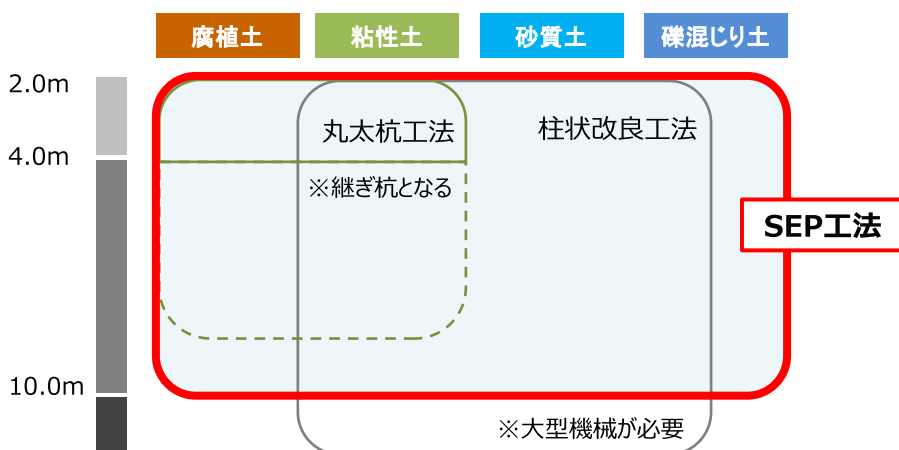 腐植土
粘性土
砂質土
礫混じり土
2.0m
丸太杭工法
柱状改良工法
4.0m
※継ぎ杭となる
SEP工法
10.0m
※大型機械が必要